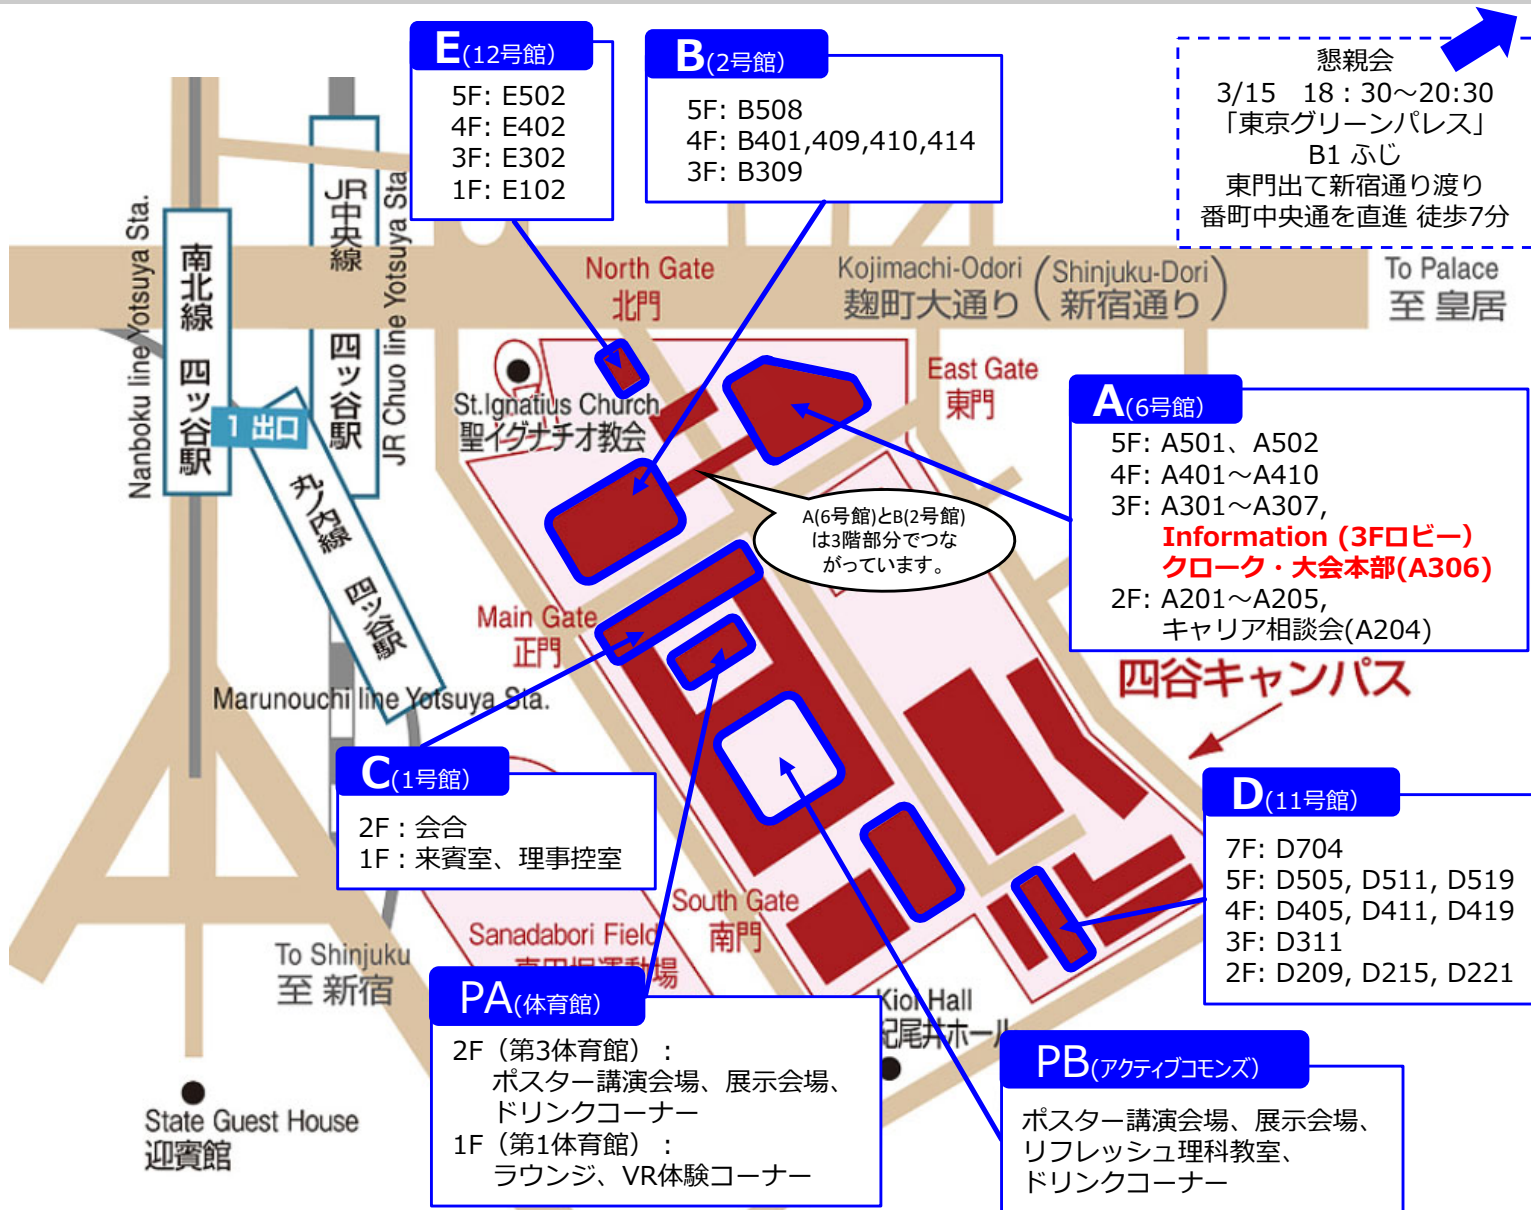 E(12号館)
5F: E502
4F: E402
3F: E302
1F: E102
B(2号館)
5F: B508
4F: B401,409,410,414
3F: B309
懇親会
3/15　18：30～20:30
「東京グリーンパレス」
B1 ふじ
東門出て新宿通り渡り
番町中央通を直進 徒歩7分
Nanboku line Yotsuya Sta.
南北線　四ッ谷駅
JR中央線　四ッ谷駅
JR Chuo line Yotsuya Sta.
1 出口
丸ノ内線　四ッ谷駅
Marunouchi line Yotsuya Sta.
North Gate
北門
Kojimachi-Odori (Shinjuku-Dori)
麹町大通り (新宿通り)
To Palace
至 皇居
St.Ignatius Church
聖イグナチオ教会
East Gate
東門
A(6号館)
5F: A501、A502
4F: A401～A410
3F: A301～A307,
Information (3Fロビー)
クローク・大会本部(A306)
2F: A201～A205,
キャリア相談会(A204)
A(6号館)とB(2号館)
は3階部分でつな
がっています。
Main Gate
正門
四谷キャンパス
C(1号館)
2F：会合
1F：来賓室、理事控室
D(11号館)
7F: D704
5F: D505, D511, D519
4F: D405, D411, D419
3F: D311
2F: D209, D215, D221
South Gate
南門
Sanadabori Field
真田堀運動場
To Shinjuku
至 新宿
PA(体育館)
2F（第3体育館）：
ポスター講演会場、展示会場、
ドリンクコーナー
1F（第1体育館）：
ラウンジ、VR体験コーナー
Kioi Hall
紀尾井ホール
PB(アクティブコモンズ)
ポスター講演会場、展示会場、
リフレッシュ理科教室、
ドリンクコーナー
State Guest House
迎賓館